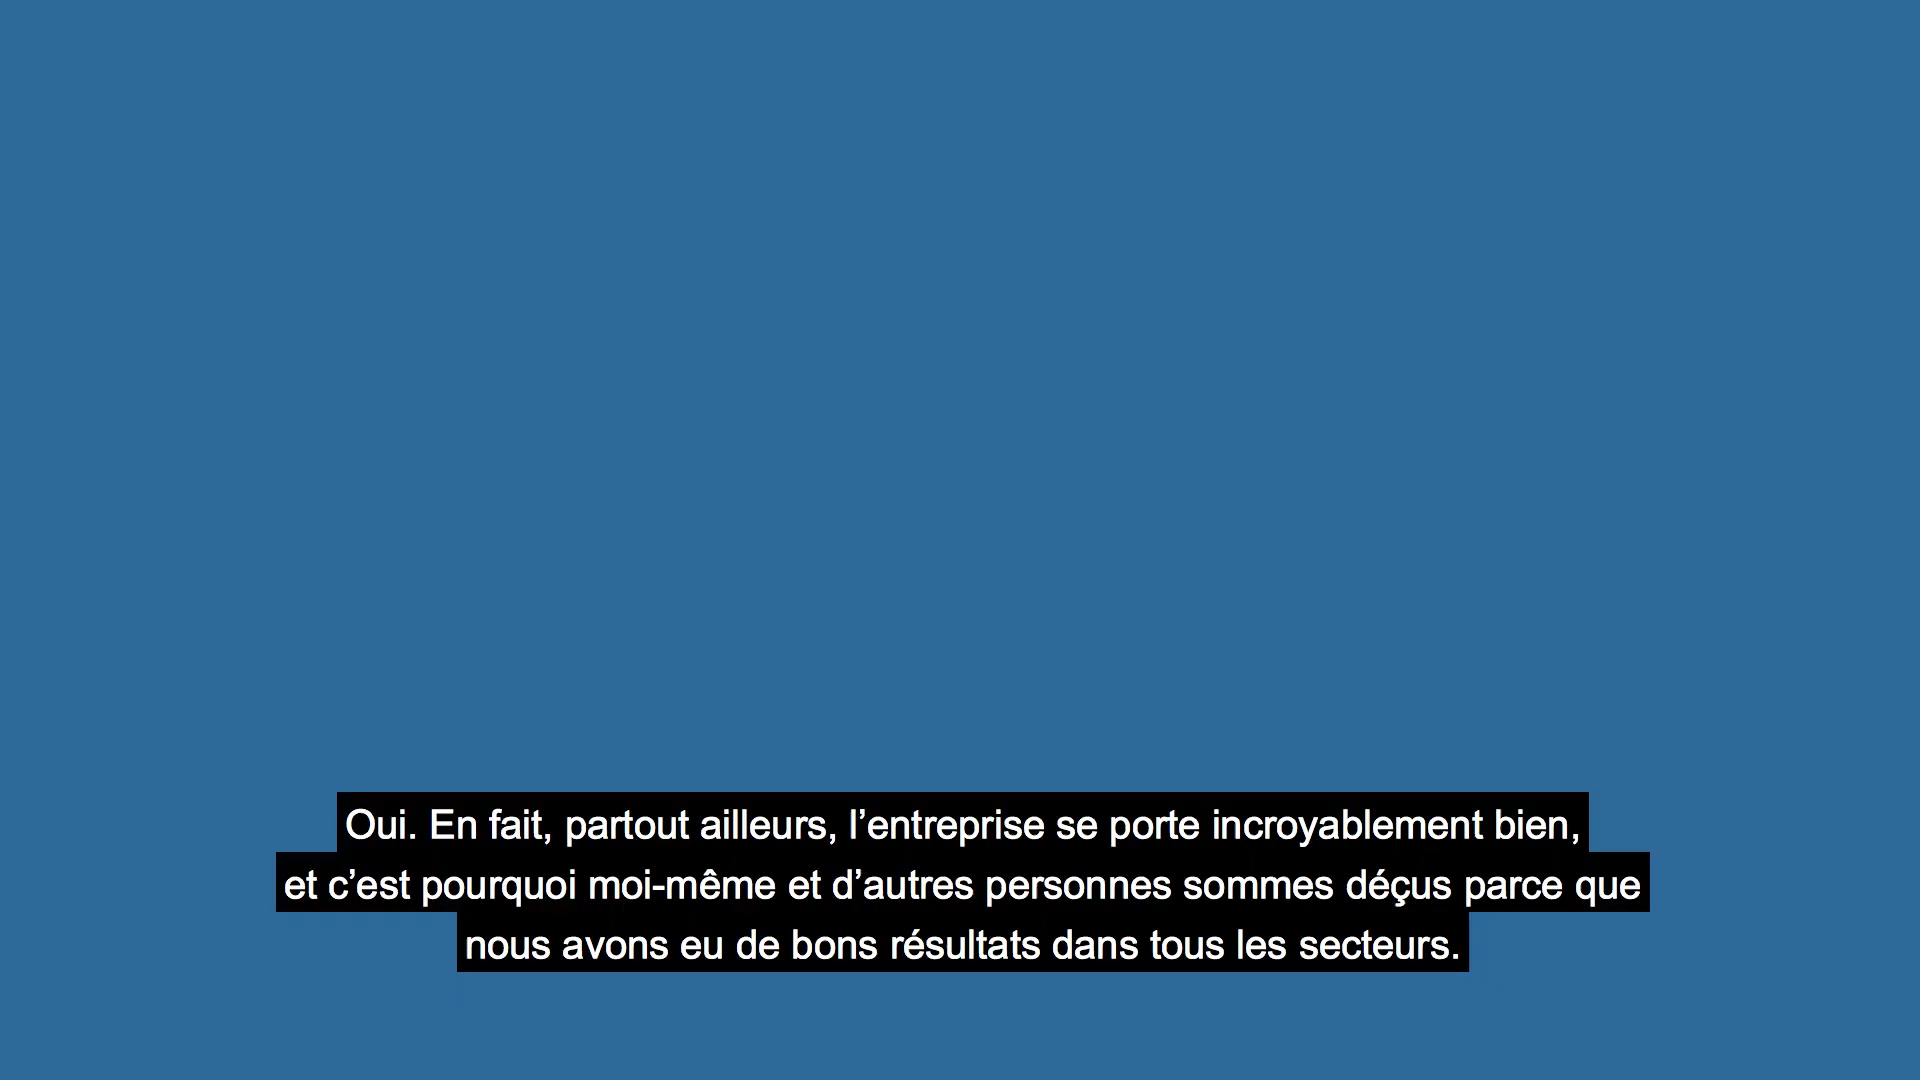 Oui. En fait, partout ailleurs, l’entreprise se porte incroyablement bien,
et c’est pourquoi moi-même et d’autres personnes sommes déçus parce que
nous avons eu de bons résultats dans tous les secteurs.